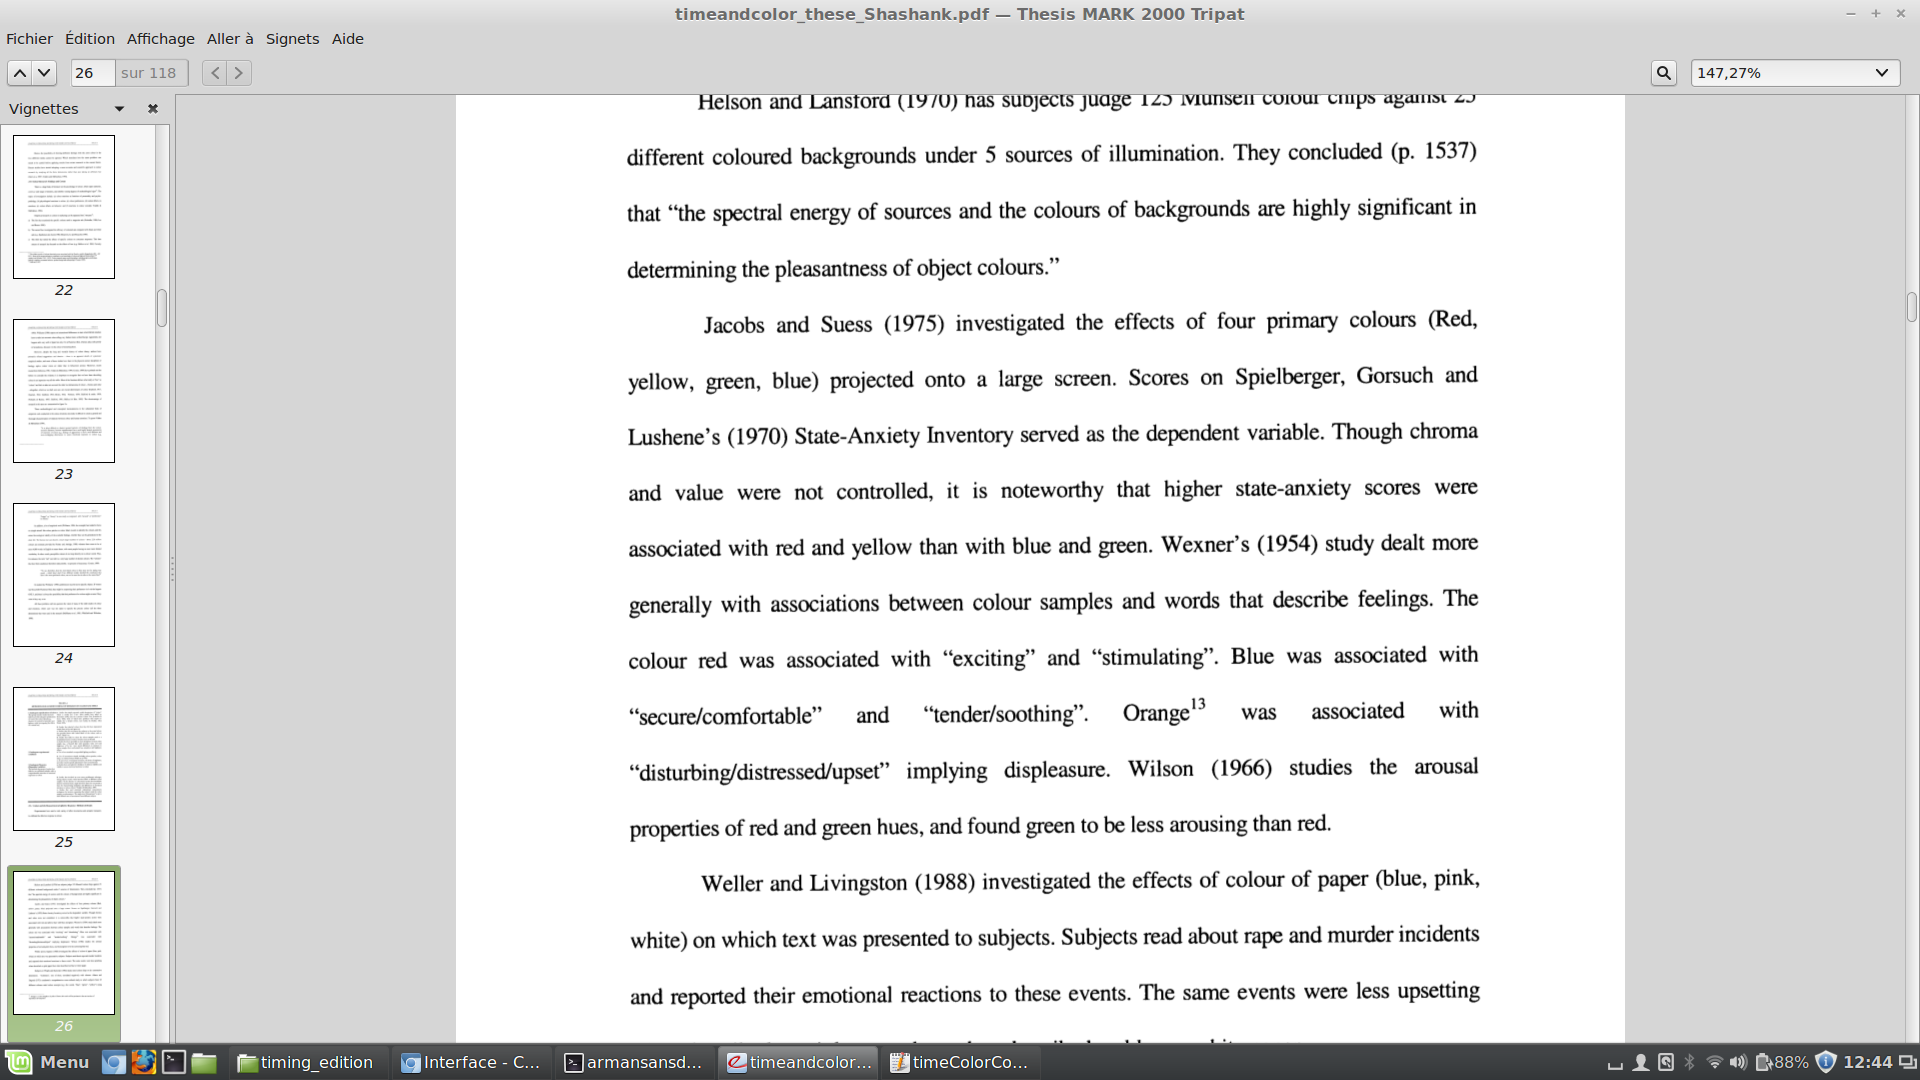 timeandcolor_these_Shashank.pdf — Thesis MARK 2000 Tripat
Fichier Édition Affichage Aller à Signets Aide
26 sur 118
147,27%
Vignettes
22
23
24
25
26
Helson and Lansford (1970) has subjects judge 125 Munsell colour chips against 25
different coloured backgrounds under 5 sources of illumination. They concluded (p. 1537)
that “the spectral energy of sources and the colours of backgrounds are highly significant in
determining the pleasantness of object colours.”
Jacobs and Suess (1975) investigated the effects of four primary colours (Red,
yellow, green, blue) projected onto a large screen. Scores on Spielberger, Gorsuch and
Lushene’s (1970) State-Anxiety Inventory served as the dependent variable. Though chroma
and value were not controlled, it is noteworthy that higher state-anxiety scores were
associated with red and yellow than with blue and green. Wexner’s (1954) study dealt more
generally with associations between colour samples and words that describe feelings. The
colour red was associated with “exciting” and “stimulating”. Blue was associated with
“secure/comfortable” and “tender/soothing”. Orange13 was associated with
“disturbing/distressed/upset” implying displeasure. Wilson (1966) studies the arousal
properties of red and green hues, and found green to be less arousing than red.
Weller and Livingston (1988) investigated the effects of colour of paper (blue, pink,
white) on which text was presented to subjects. Subjects read about rape and murder incidents
and reported their emotional reactions to these events. The same events were less upsetting
Menu timing_edition Interface - C... armansansd... timeandcolor... timeColorCo... 88% 12:44